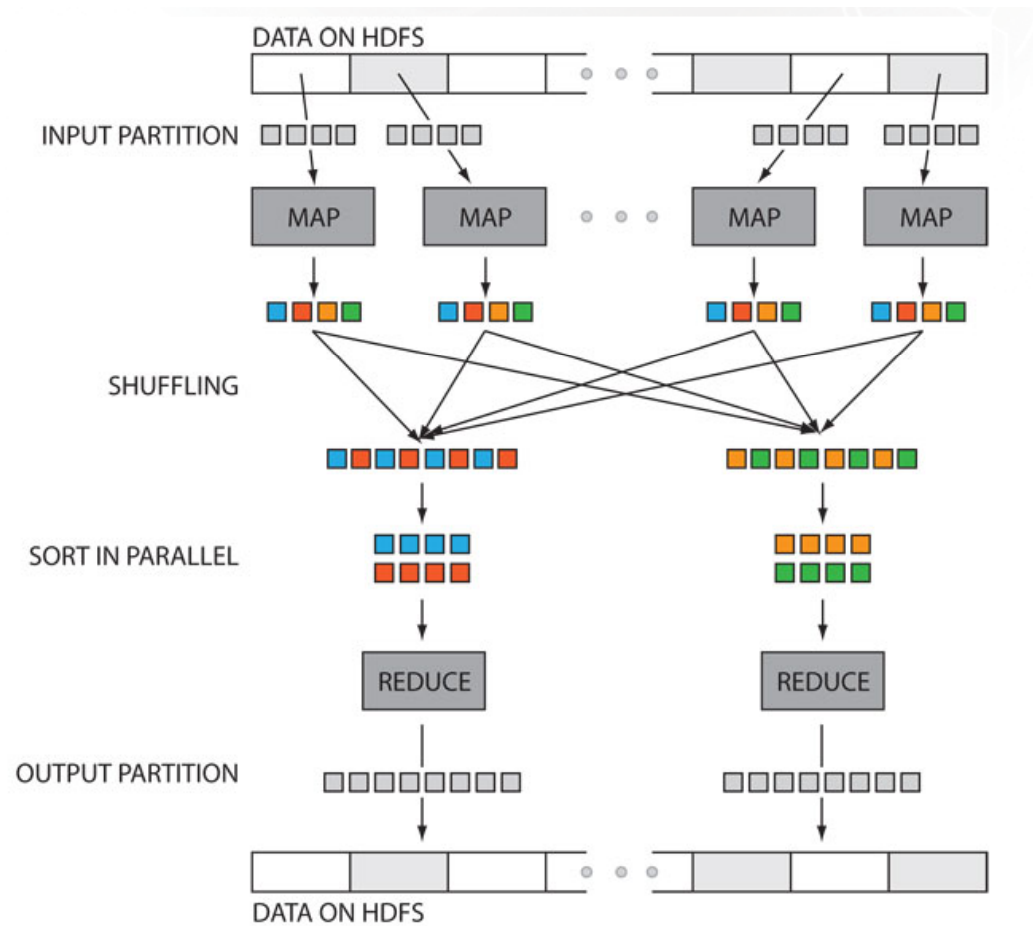 DATA ON HDFS
INPUT PARTITION
MAP MAP MAP MAP
SHUFFLING
SORT IN PARALLEL
REDUCE REDUCE
OUTPUT PARTITION
DATA ON HDFS